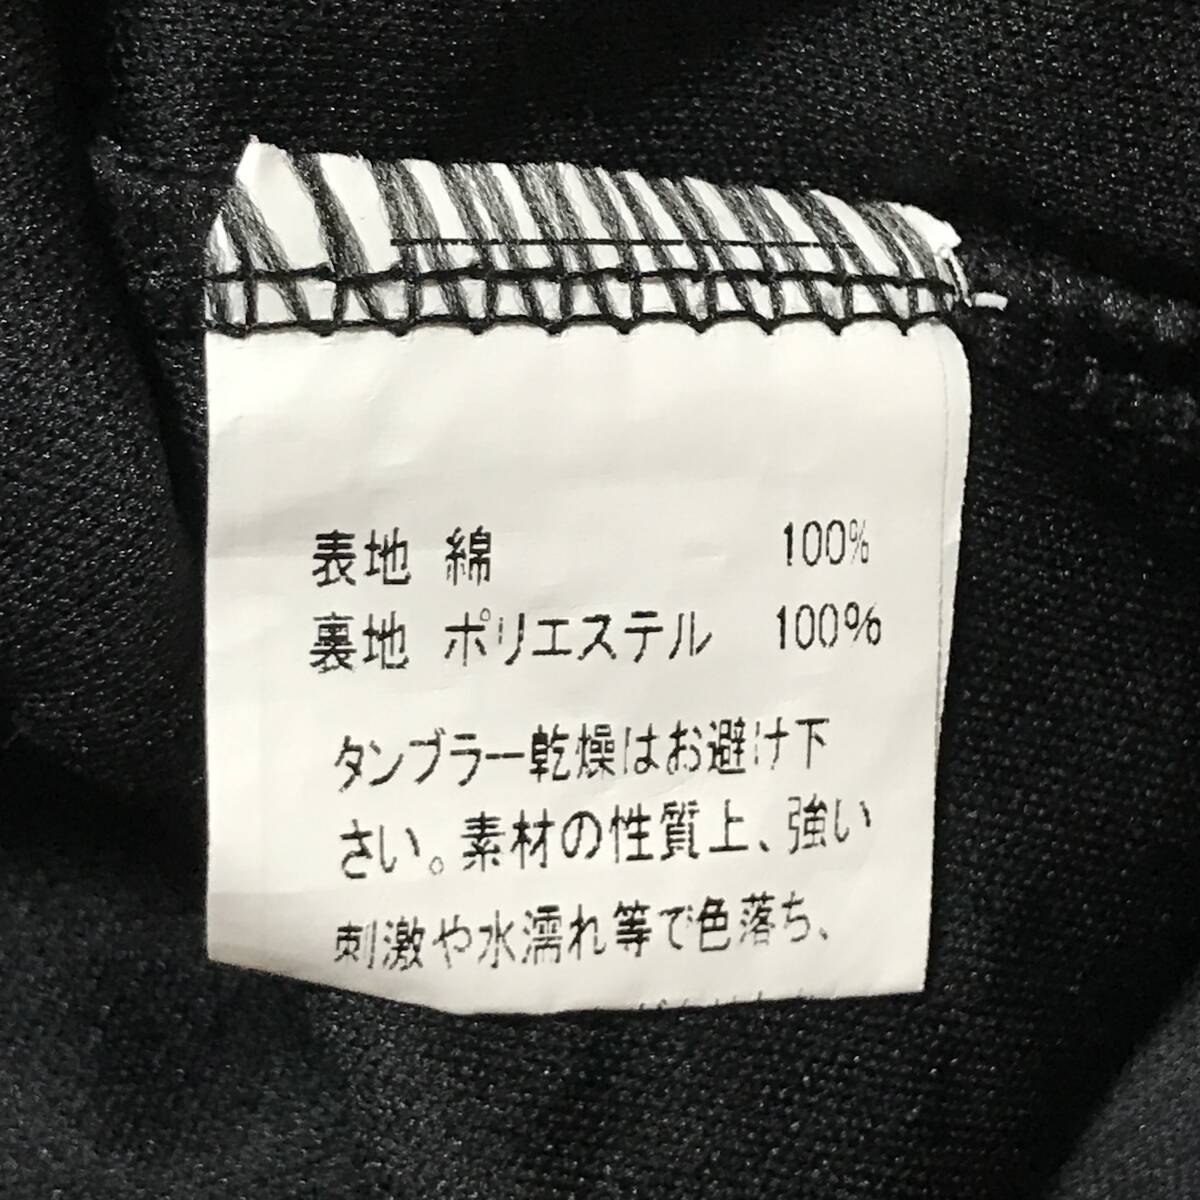 表地 綿 100%
裏地 ポリエステル 100%
タンブラー乾燥はお避け下
さい。素材の性質上、強い
刺激や水濡れ等で色落ち、